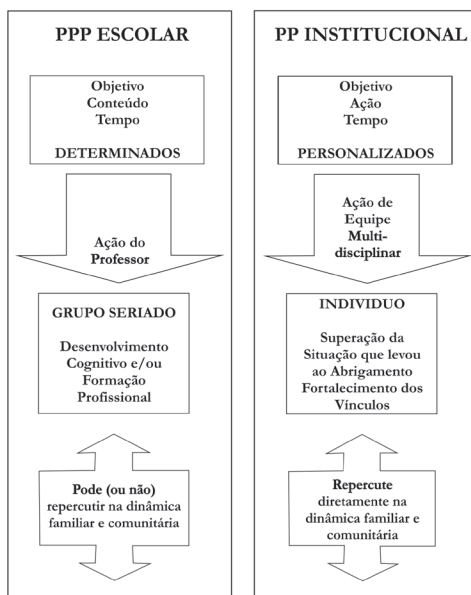 PPP ESCOLAR
Objetivo
Conteúdo
Tempo
DETERMINADOS
Ação do
Professor
GRUPO SERIADO
Desenvolvimento
Cognitivo e/ou
Formação
Profissional
Pode (ou não)
repercutir na dinâmica
familiar e comunitária
PP INSTITUCIONAL
Objetivo
Ação
Tempo
PERSONALIZADOS
Ação de
Equipe
Multi-
disciplinar
INDIVIDUO
Superação da
Situação que levou
ao Abrigamento
Fortalecimento dos
Vínculos
Repercute
diretamente na
dinâmica familiar e
comunitária